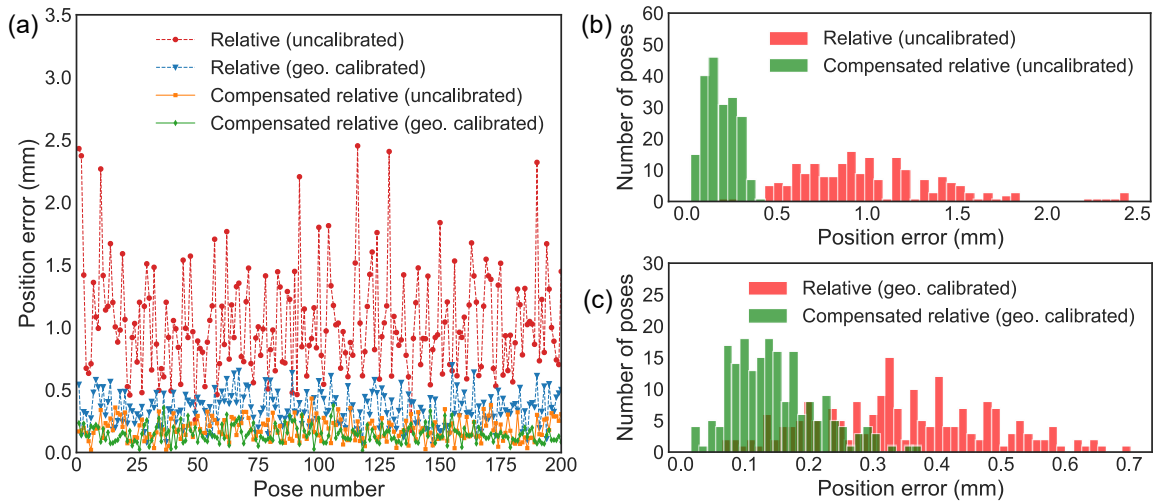 (a)
3.5
3.0
2.5
2.0
1.5
1.0
0.5
0.0
Position error (mm)
Relative (uncalibrated)
Relative (geo. calibrated)
Compensated relative (uncalibrated)
Compensated relative (geo. calibrated)
0 25 50 75 100 125 150 175 200
Pose number
(b)
60
50
40
30
20
10
0
Number of poses
Relative (uncalibrated)
Compensated relative (uncalibrated)
0.0 0.5 1.0 1.5 2.0 2.5
Position error (mm)
(c)
30
25
20
15
10
5
0
Number of poses
Relative (geo. calibrated)
Compensated relative (geo. calibrated)
0.0 0.1 0.2 0.3 0.4 0.5 0.6 0.7
Position error (mm)